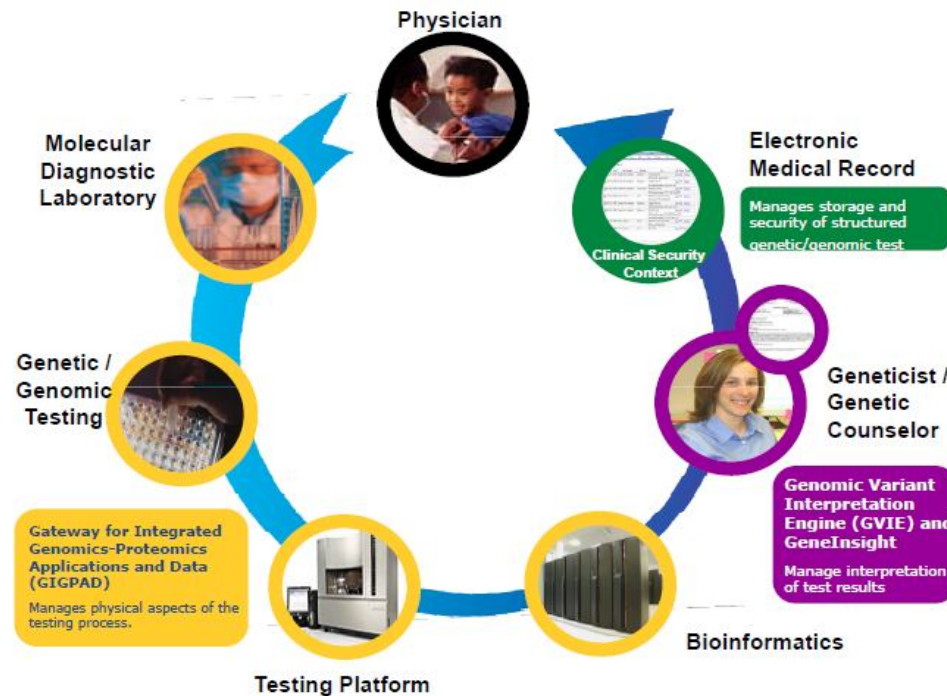 Physician
Molecular
Diagnostic
Laboratory
Electronic
Medical Record
Manages storage and
security of structured
genetic/genomic test
Clinical Security
Context
Genetic /
Genomic
Testing
Geneticist /
Genetic
Counselor
Gateway for Integrated
Genomics-Proteomics
Applications and Data
(GIGPAD)
Manages physical aspects of the
testing process.
Genomic Variant
Interpretation
Engine (GVIE) and
GeneInsight
Manage interpretation
of test results
Bioinformatics
Testing Platform